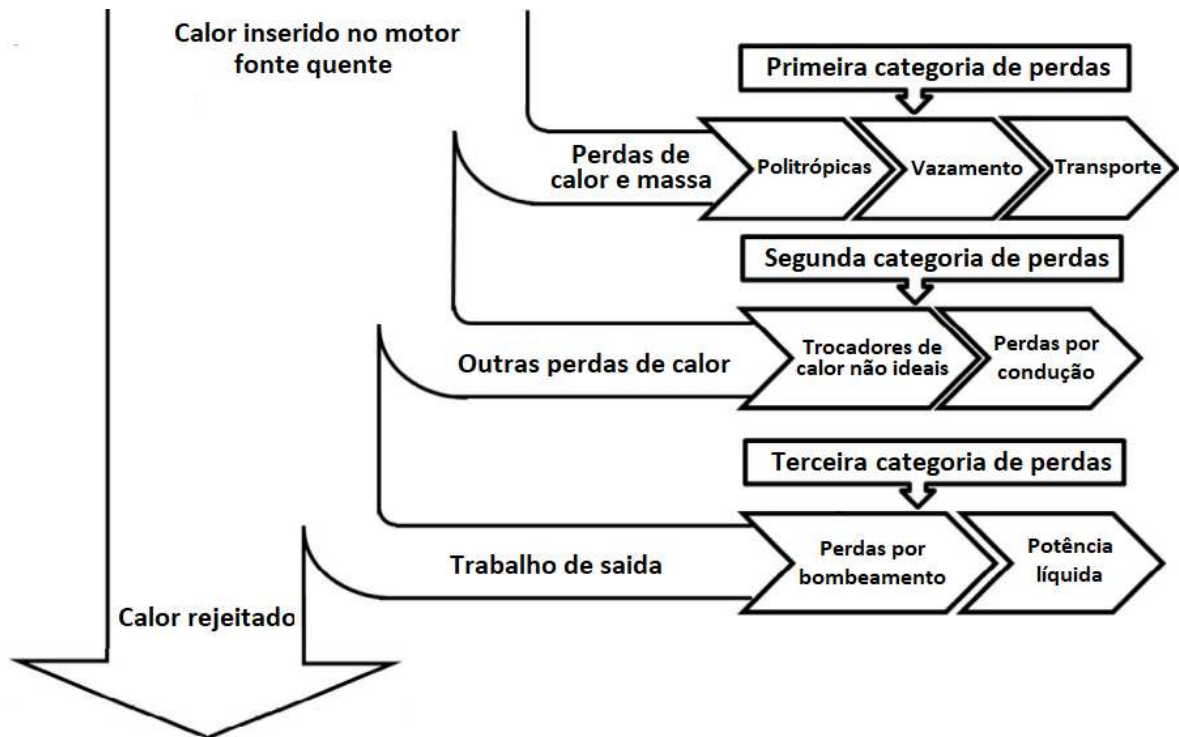 Calor inserido no motor
fonte quente
Primeira categoria de perdas
Perdas de
calor e massa
Politrópicas
Vazamento
Transporte
Segunda categoria de perdas
Outras perdas de calor
Trocadores de
calor não ideais
Perdas por
condução
Terceira categoria de perdas
Trabalho de saida
Perdas por
bombeamento
Potência
líquida
Calor rejeitado